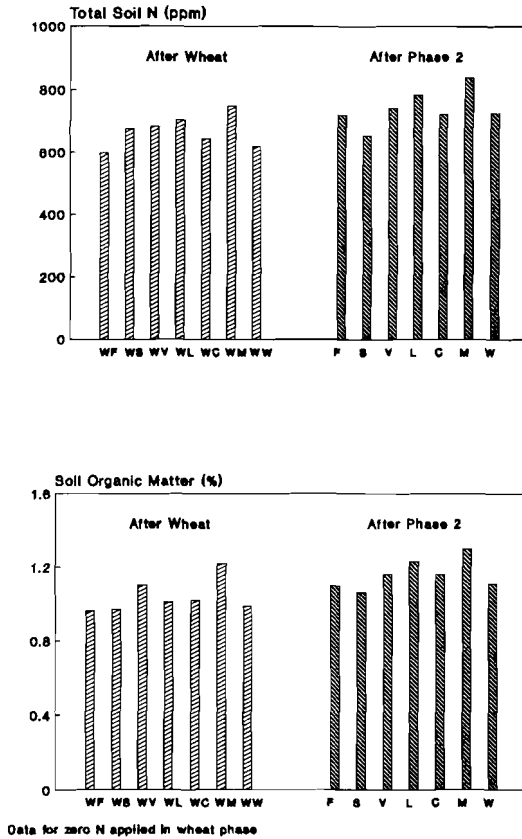 Total Soil N (ppm)
1000
After Wheat After Phase 2
800
600
400
200
0
WF WS WV WL WC WM WW F S V L C M W
Soil Organic Matter (%)
1.6
After Wheat After Phase 2
1.2
0.8
0.4
0
WF WS WV WL WC WM WW F S V L C M W
Data for zero N applied in wheat phase